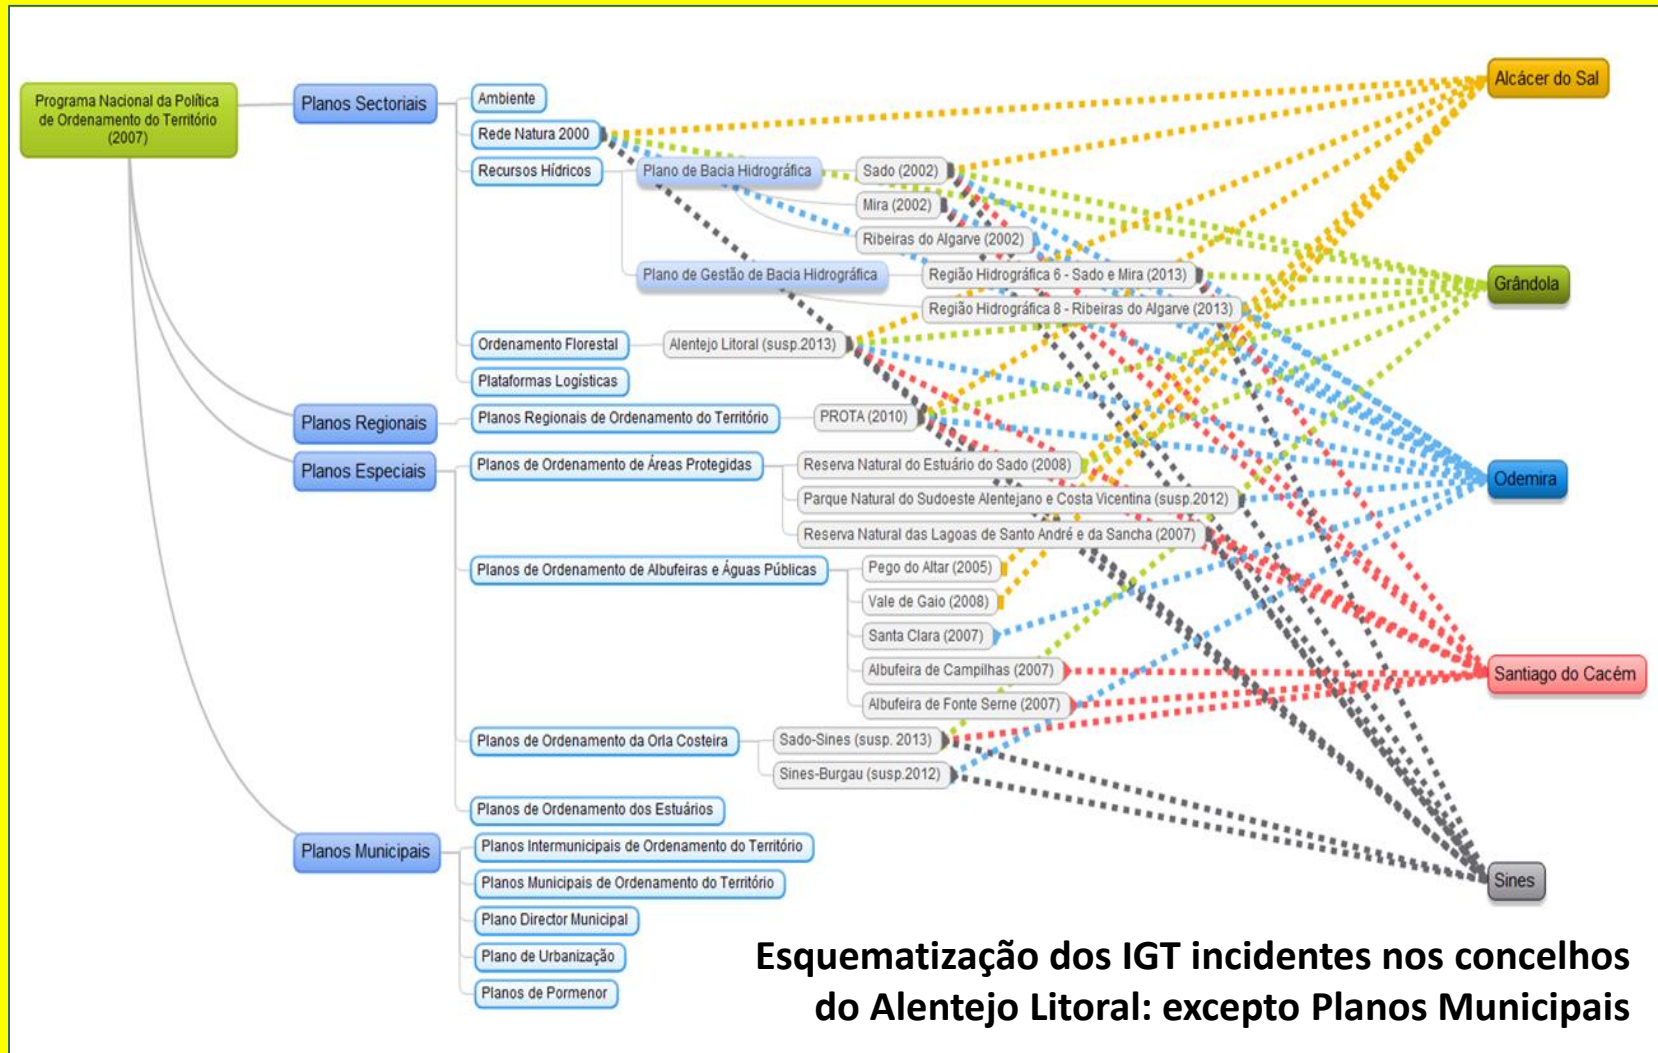 Programa Nacional da Política
de Ordenamento do Território
(2007)
Planos Sectoriais
Ambiente
Rede Natura 2000
Recursos Hídricos
Plano de Bacia Hidrográfica
Sado (2002)
Mira (2002)
Ribeiras do Algarve (2002)
Plano de Gestão de Bacia Hidrográfica
Região Hidrográfica 6 - Sado e Mira (2013)
Região Hidrográfica 8 - Ribeiras do Algarve (2013)
Ordenamento Florestal
Alentejo Litoral (susp.2013)
Plataformas Logísticas
Planos Regionais
Planos Regionais de Ordenamento do Território
PROTA (2010)
Planos Especiais
Planos de Ordenamento de Áreas Protegidas
Reserva Natural do Estuário do Sado (2008)
Parque Natural do Sudoeste Alentejano e Costa Vicentina (susp.2012)
Reserva Natural das Lagoas de Santo André e da Sancha (2007)
Planos de Ordenamento de Albufeiras e Águas Públicas
Pego do Altar (2005)
Vale de Gaio (2008)
Santa Clara (2007)
Albufeira de Campilhas (2007)
Albufeira de Fonte Serne (2007)
Planos de Ordenamento da Orla Costeira
Sado-Sines (susp. 2013)
Sines-Burgau (susp.2012)
Planos de Ordenamento dos Estuários
Planos Municipais
Planos Intermunicipais de Ordenamento do Território
Planos Municipais de Ordenamento do Território
Plano Director Municipal
Plano de Urbanização
Planos de Pormenor
Alcácer do Sal
Grândola
Odemira
Santiago do Cacém
Sines
Esquematização dos IGT incidentes nos concelhos
do Alentejo Litoral: excepto Planos Municipais